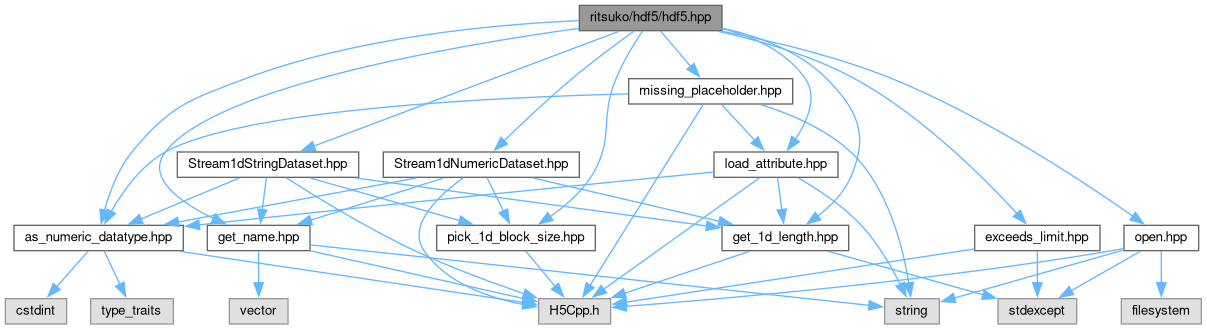 ritsuko/hdf5/hdf5.hpp
missing_placeholder.hpp
Stream1dStringDataset.hpp
Stream1dNumericDataset.hpp
load_attribute.hpp
as_numeric_datatype.hpp
get_name.hpp
pick_1d_block_size.hpp
get_1d_length.hpp
exceeds_limit.hpp
open.hpp
cstdint
type_traits
vector
H5Cpp.h
string
stdexcept
filesystem